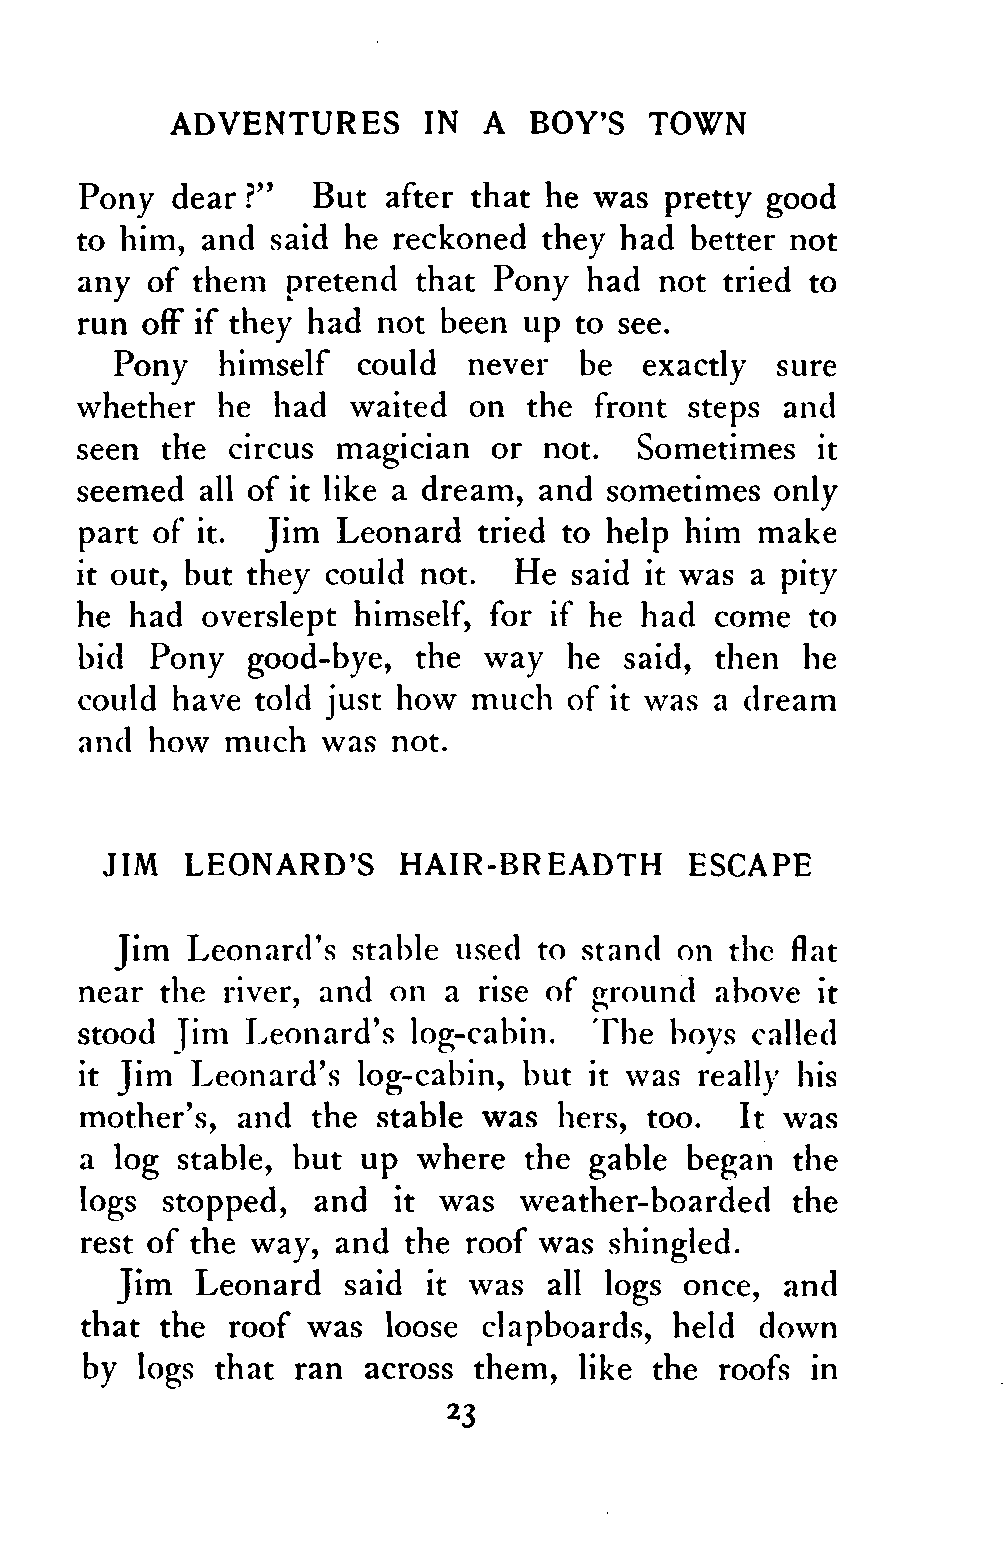 ADVENTURES IN A BOY'S TOWN
Pony dear?" But after that he was pretty good
to him, and said he reckoned they had better not
any of them pretend that Pony had not tried to
run off if they had not been up to see.
Pony himself could never be exactly sure
whether he had waited on the front steps and
seen the circus magician or not. Sometimes it
seemed all of it like a dream, and sometimes only
part of it. Jim Leonard tried to help him make
it out, but they could not. He said it was a pity
he had overslept himself, for if he had come to
bid Pony good-bye, the way he said, then he
could have told just how much of it was a dream
and how much was not.
JIM LEONARD'S HAIR-BREADTH ESCAPE
Jim Leonard's stable used to stand on the flat
near the river, and on a rise of ground above it
stood Jim Leonard's log-cabin. The boys called
it Jim Leonard's log-cabin, but it was really his
mother's, and the stable was hers, too. It was
a log stable, but up where the gable began the
logs stopped, and it was weather-boarded the
rest of the way, and the roof was shingled.
Jim Leonard said it was all logs once, and
that the roof was loose clapboards, held down
by logs that ran across them, like the roofs in
23